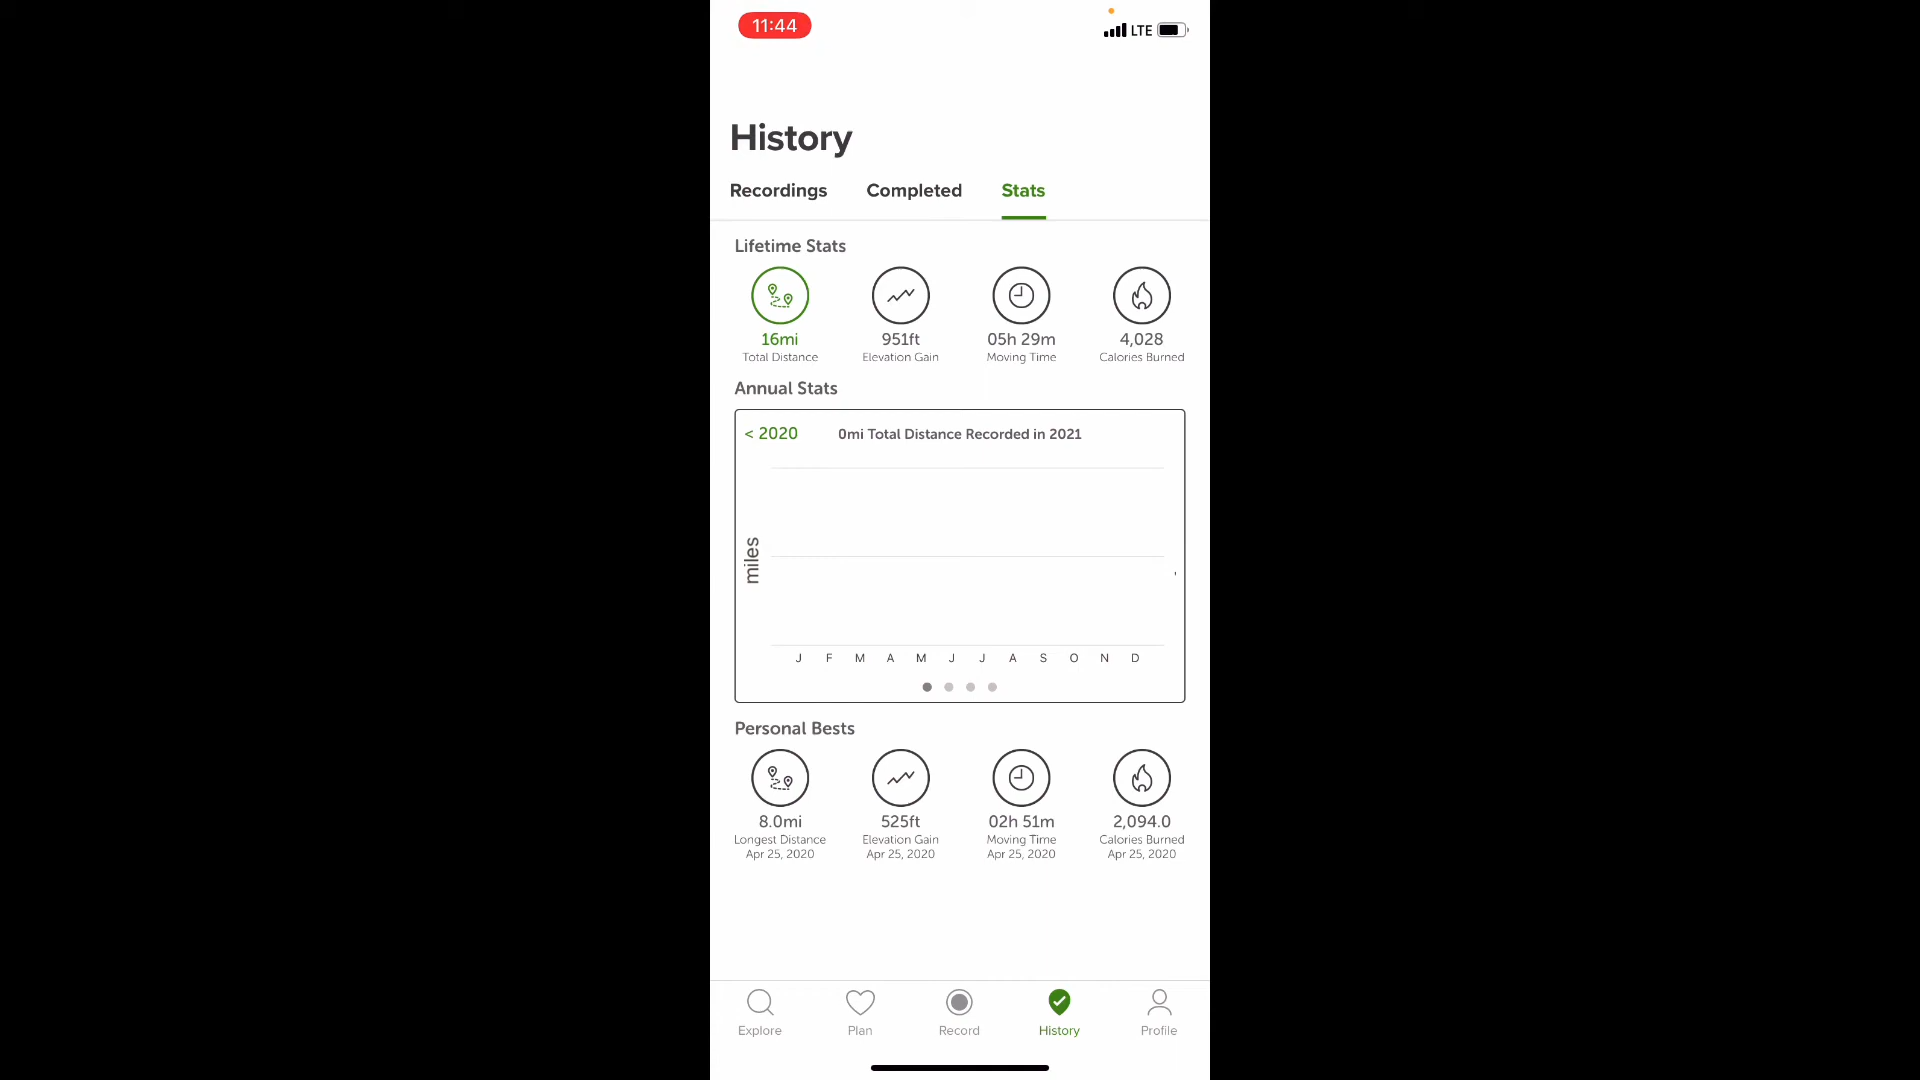 11:44
LTE
History
Recordings Completed Stats
Lifetime Stats
16mi 951ft 05h 29m 4,028
Total Distance Elevation Gain Moving Time Calories Burned
Annual Stats
< 2020 0mi Total Distance Recorded in 2021
miles
J F M A M J J A S O N D
Personal Bests
8.0mi 525ft 02h 51m 2,094.0
Longest Distance Elevation Gain Moving Time Calories Burned
Apr 25, 2020 Apr 25, 2020 Apr 25, 2020 Apr 25, 2020
Explore Plan Record History Profile